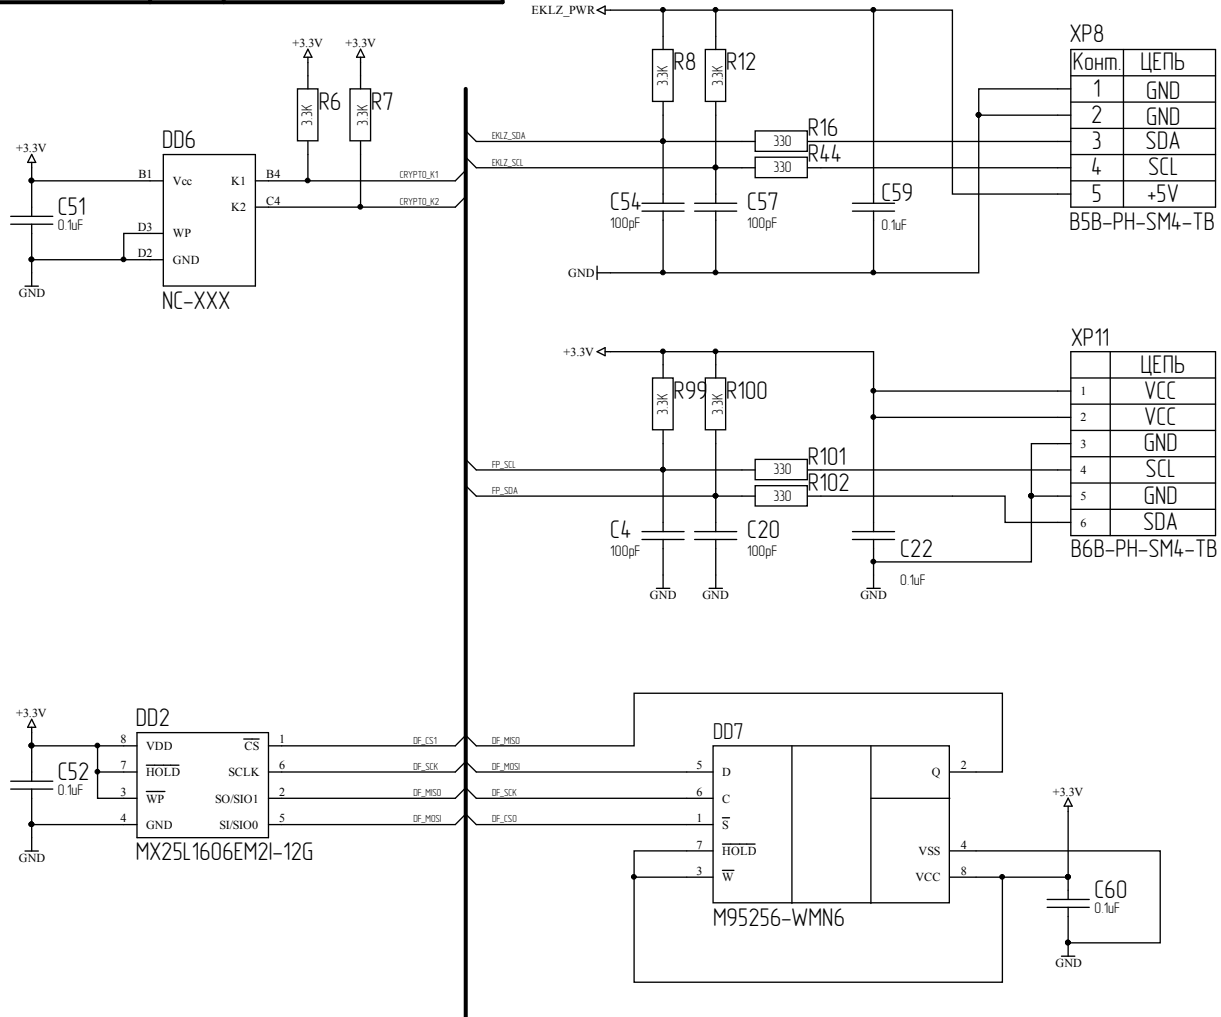 EKLZ_PWR
XP8
Конт. ЦЕПЬ
1 GND
2 GND
3 SDA
4 SCL
5 +5V
B5B-PH-SM4-TB
R8
3.3K
R12
3.3K
EKLZ_SDA
EKLZ_SCL
R16
330
R44
330
C54
100pF
C57
100pF
C59
0.1uF
GND
+3.3V
+3.3V
R6
3.3K
R7
3.3K
+3.3V
DD6
B1 Vcc K1 B4
K2 C4
D3 WP
D2 GND
NC-XXX
CRYPTO_K1
CRYPTO_K2
C51
0.1uF
GND
XP11
ЦЕПЬ
1 VCC
2 VCC
3 GND
4 SCL
5 GND
6 SDA
B6B-PH-SM4-TB
+3.3V
R99
3.3K
R100
3.3K
FP_SCL
FP_SDA
R101
330
R102
330
C4
100pF
C20
100pF
C22
0.1uF
GND
GND
GND
+3.3V
DD2
8 VDD CS 1
7 HOLD SCLK 6
3 WP SO/SIO1 2
4 GND SI/SIO0 5
MX25L1606EM2I-12G
C52
0.1uF
GND
DF_CS1
DF_SCK
DF_MISO
DF_MOSI
DF_MISO
DF_MOSI
DF_SCK
DF_CS0
DD7
5 D Q 2
6 C
1 S
7 HOLD VSS 4
3 W VCC 8
M95256-WMN6
+3.3V
C60
0.1uF
GND